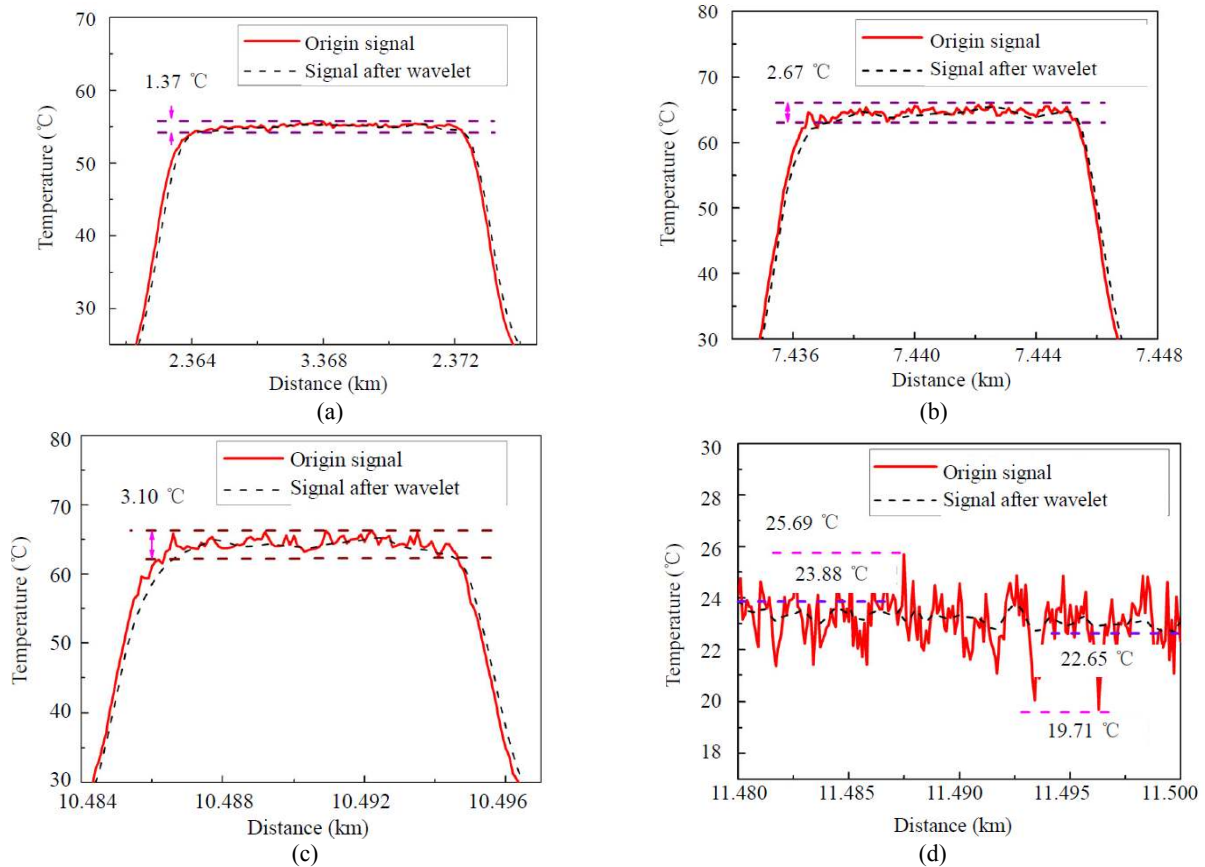 70
60
50
40
30
Temperature (℃)
Origin signal
Signal after wavelet
1.37 ℃
2.364
3.368
2.372
Distance (km)
(a)
80
70
60
50
40
30
Temperature (℃)
Origin signal
Signal after wavelet
2.67 ℃
7.436
7.440
7.444
7.448
Distance (km)
(b)
80
70
60
50
40
30
Temperature (℃)
Origin signal
Signal after wavelet
3.10 ℃
10.484
10.488
10.492
10.496
Distance (km)
(c)
30
28
26
24
22
20
18
Temperature (℃)
Origin signal
Signal after wavelet
25.69 ℃
23.88 ℃
22.65 ℃
19.71 ℃
11.480
11.485
11.490
11.495
11.500
Distance (km)
(d)